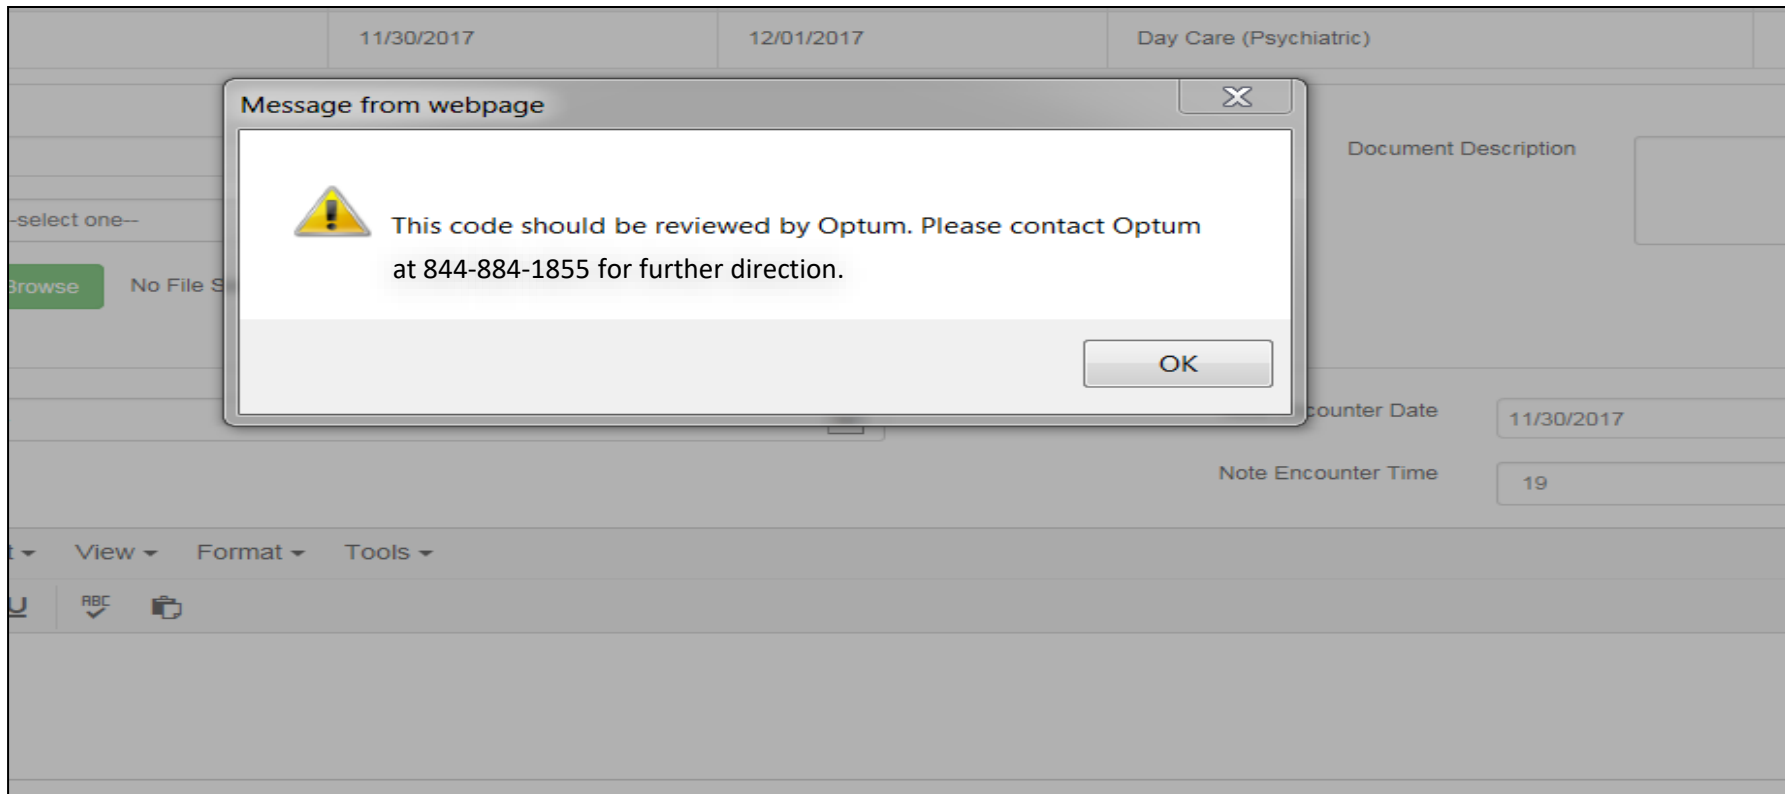 11/30/2017 12/01/2017 Day Care (Psychiatric)
Message from webpage
Document Description
This code should be reviewed by Optum. Please contact Optum
-select one--
at 844-884-1855 for further direction.
No File
OK
Date 11/30/2017
Note Encounter Time 19
View Format Tools
U ABC